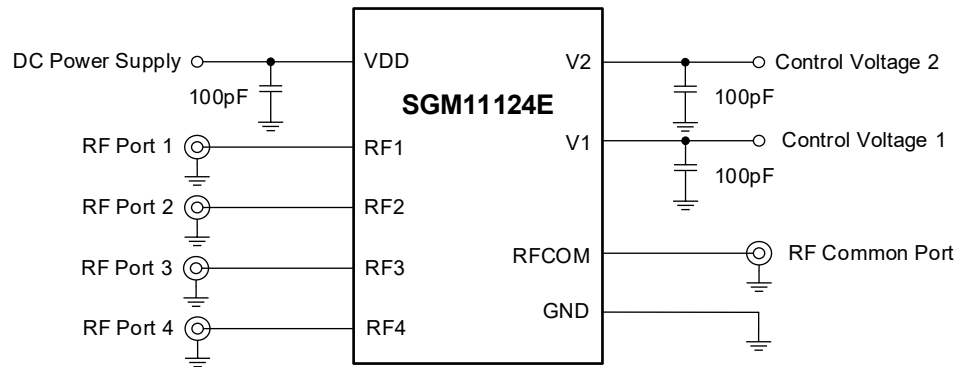 DC Power Supply
VDD
V2
Control Voltage 2
100pF
SGM11124E
100pF
RF Port 1
RF1
V1
Control Voltage 1
100pF
RF Port 2
RF2
RF Port 3
RF3
RFCOM
RF Common Port
RF Port 4
RF4
GND